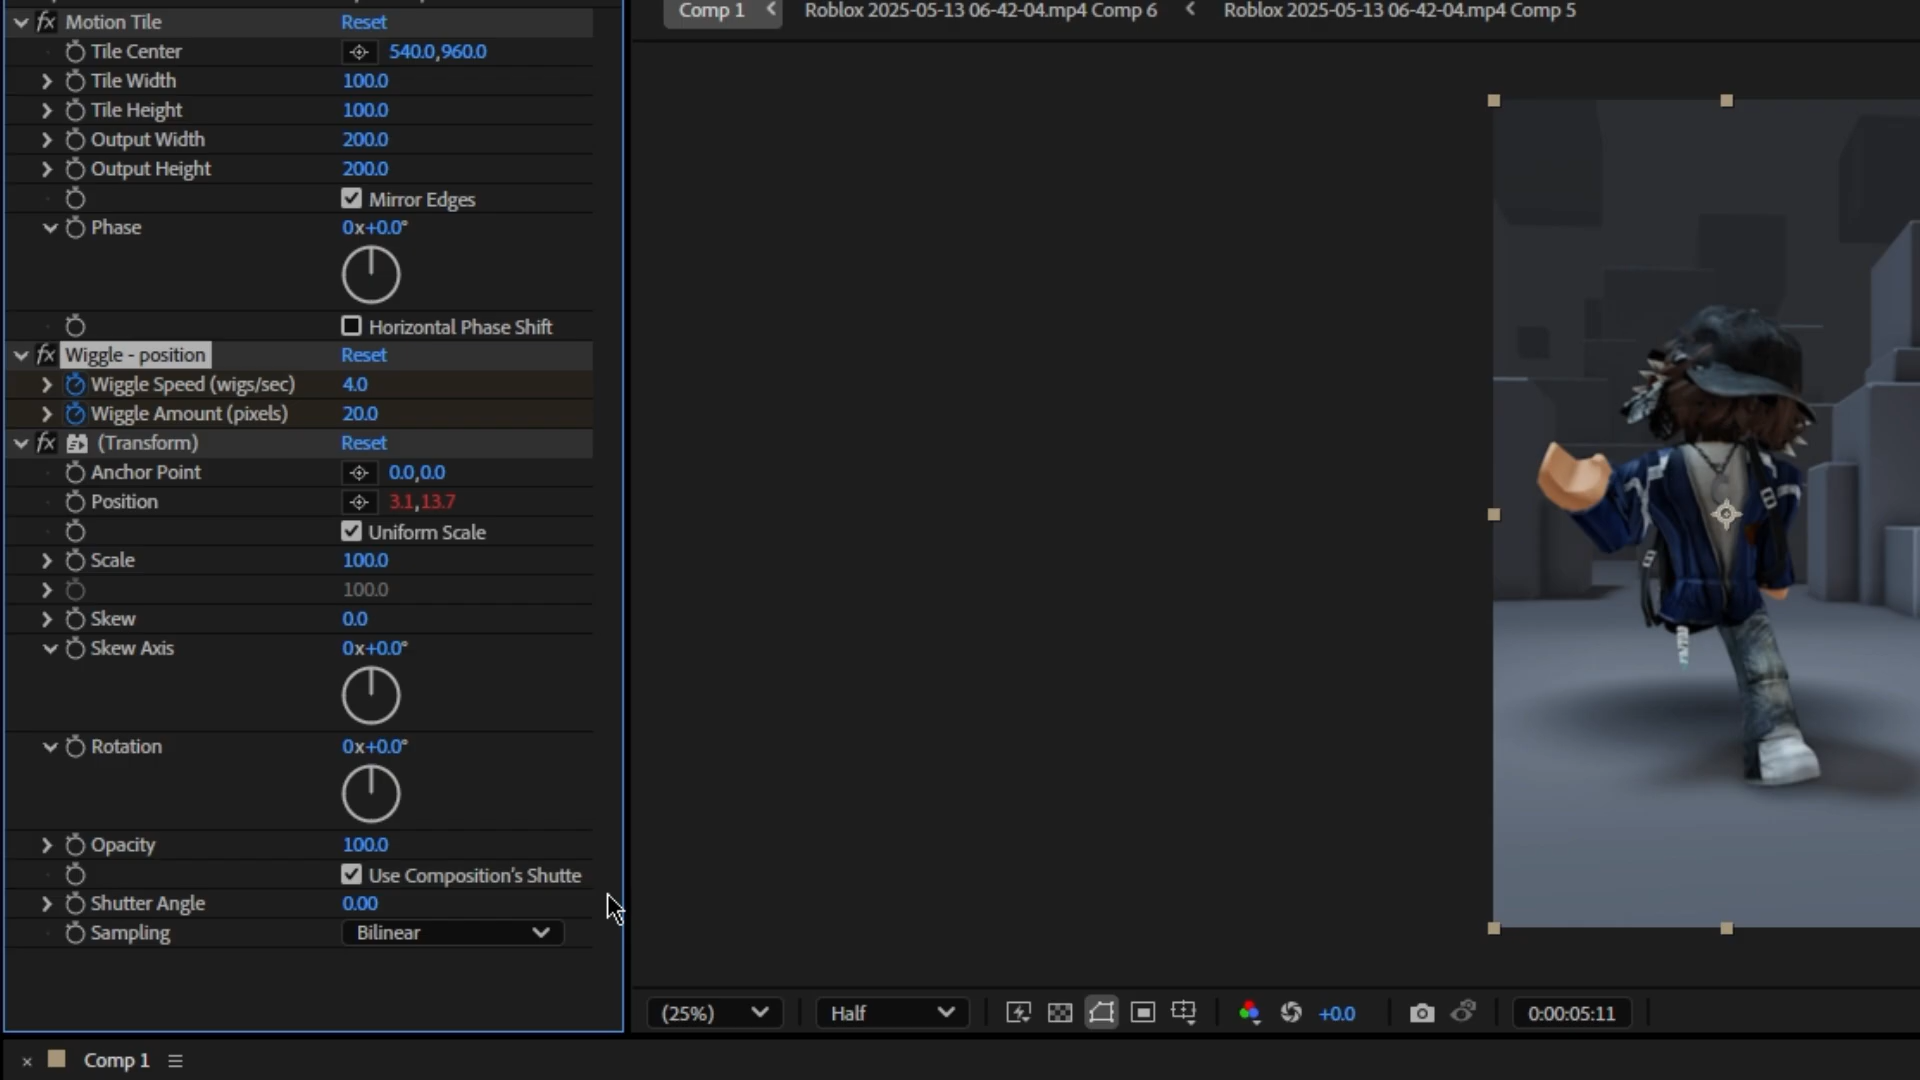 Motion Tile Reset
Tile Center 540.0,960.0
Tile Width 100.0
Tile Height 100.0
Output Width 200.0
Output Height 200.0
Mirror Edges
Phase 0x+0.0°
Horizontal Phase Shift
fx Wiggle - position Reset
Wiggle Speed (wigs/sec) 4.0
Wiggle Amount (pixels) 20.0
fx (Transform) Reset
Anchor Point 0.0,0.0
Position 3.1,13.7
Uniform Scale
Scale 100.0
100.0
Skew 0.0
Skew Axis 0x+0.0°
Rotation 0x+0.0°
Opacity 100.0
Use Composition's Shutte
Shutter Angle 0.00
Sampling Bilinear
Comp 1 Roblox 2025-05-13 06-42-04.mp4 Comp 6 Roblox 2025-05-13 06-42-04.mp4 Comp 5
(25%) Half +0.0 0:00:05:11
Comp 1